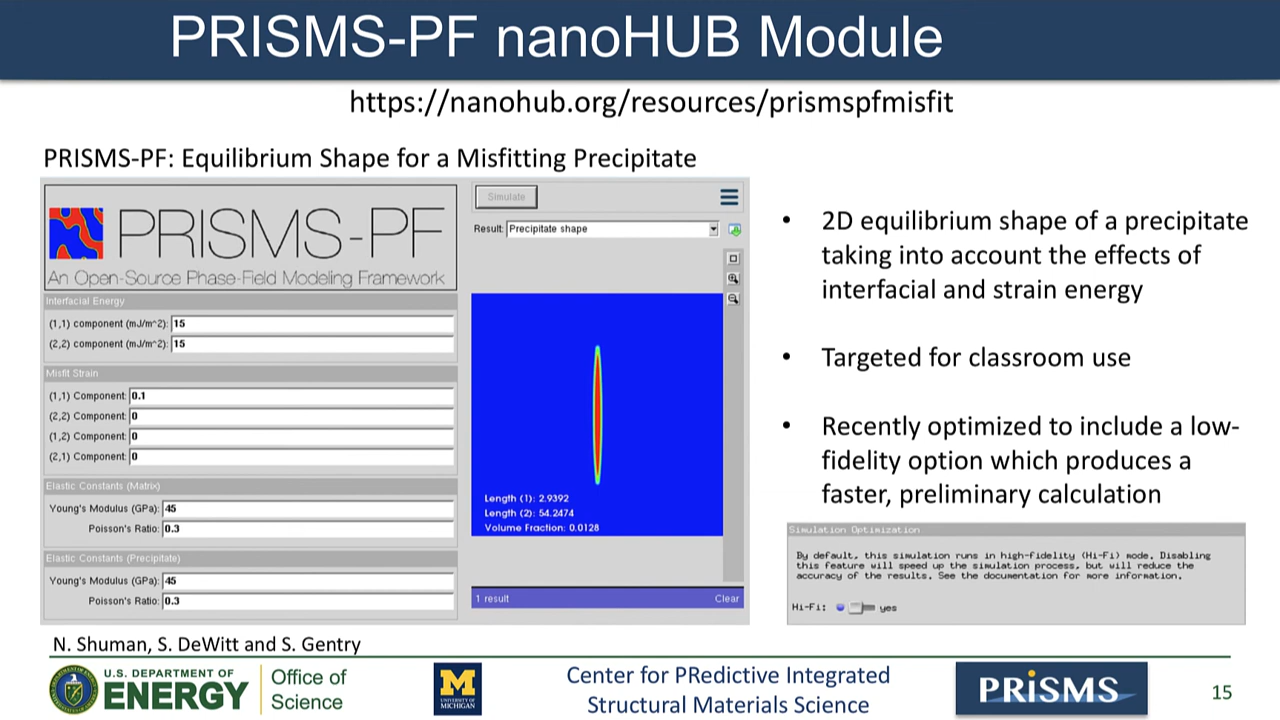 PRISMS-PF nanoHUB Module
https://nanohub.org/resources/prismspfmisfit
PRISMS-PF: Equilibrium Shape for a Misfitting Precipitate
PRISMS-PF
An Open-Source Phase-Field Modeling Framework
Interfacial Energy
(1,1) component (mJ/m^2): 15
(2,2) component (mJ/m^2): 15
Misfit Strain
(1,1) Component: 0.1
(2,2) Component: 0
(1,2) Component: 0
(2,1) Component: 0
Elastic Constants (Matrix)
Young's Modulus (GPa): 45
Poisson's Ratio: 0.3
Elastic Constants (Precipitate)
Young's Modulus (GPa): 45
Poisson's Ratio: 0.3
Simulate
Result: Precipitate shape
Length (1): 2.9392
Length (2): 54.2474
Volume Fraction: 0.0128
1 result Clear
• 2D equilibrium shape of a precipitate
taking into account the effects of
interfacial and strain energy
• Targeted for classroom use
• Recently optimized to include a low-
fidelity option which produces a
faster, preliminary calculation
Simulation Optimization
By default, this simulation runs in high-fidelity (Hi-Fi) mode. Disabling
this feature will speed up the simulation process, but will reduce the
accuracy of the results. See the documentation for more information.
Hi-Fi: yes
N. Shuman, S. DeWitt and S. Gentry
U.S. DEPARTMENT OF
ENERGY
Office of
Science
M
UNIVERSITY OF
MICHIGAN
Center for PRedictive Integrated
Structural Materials Science
PRiSMS
15